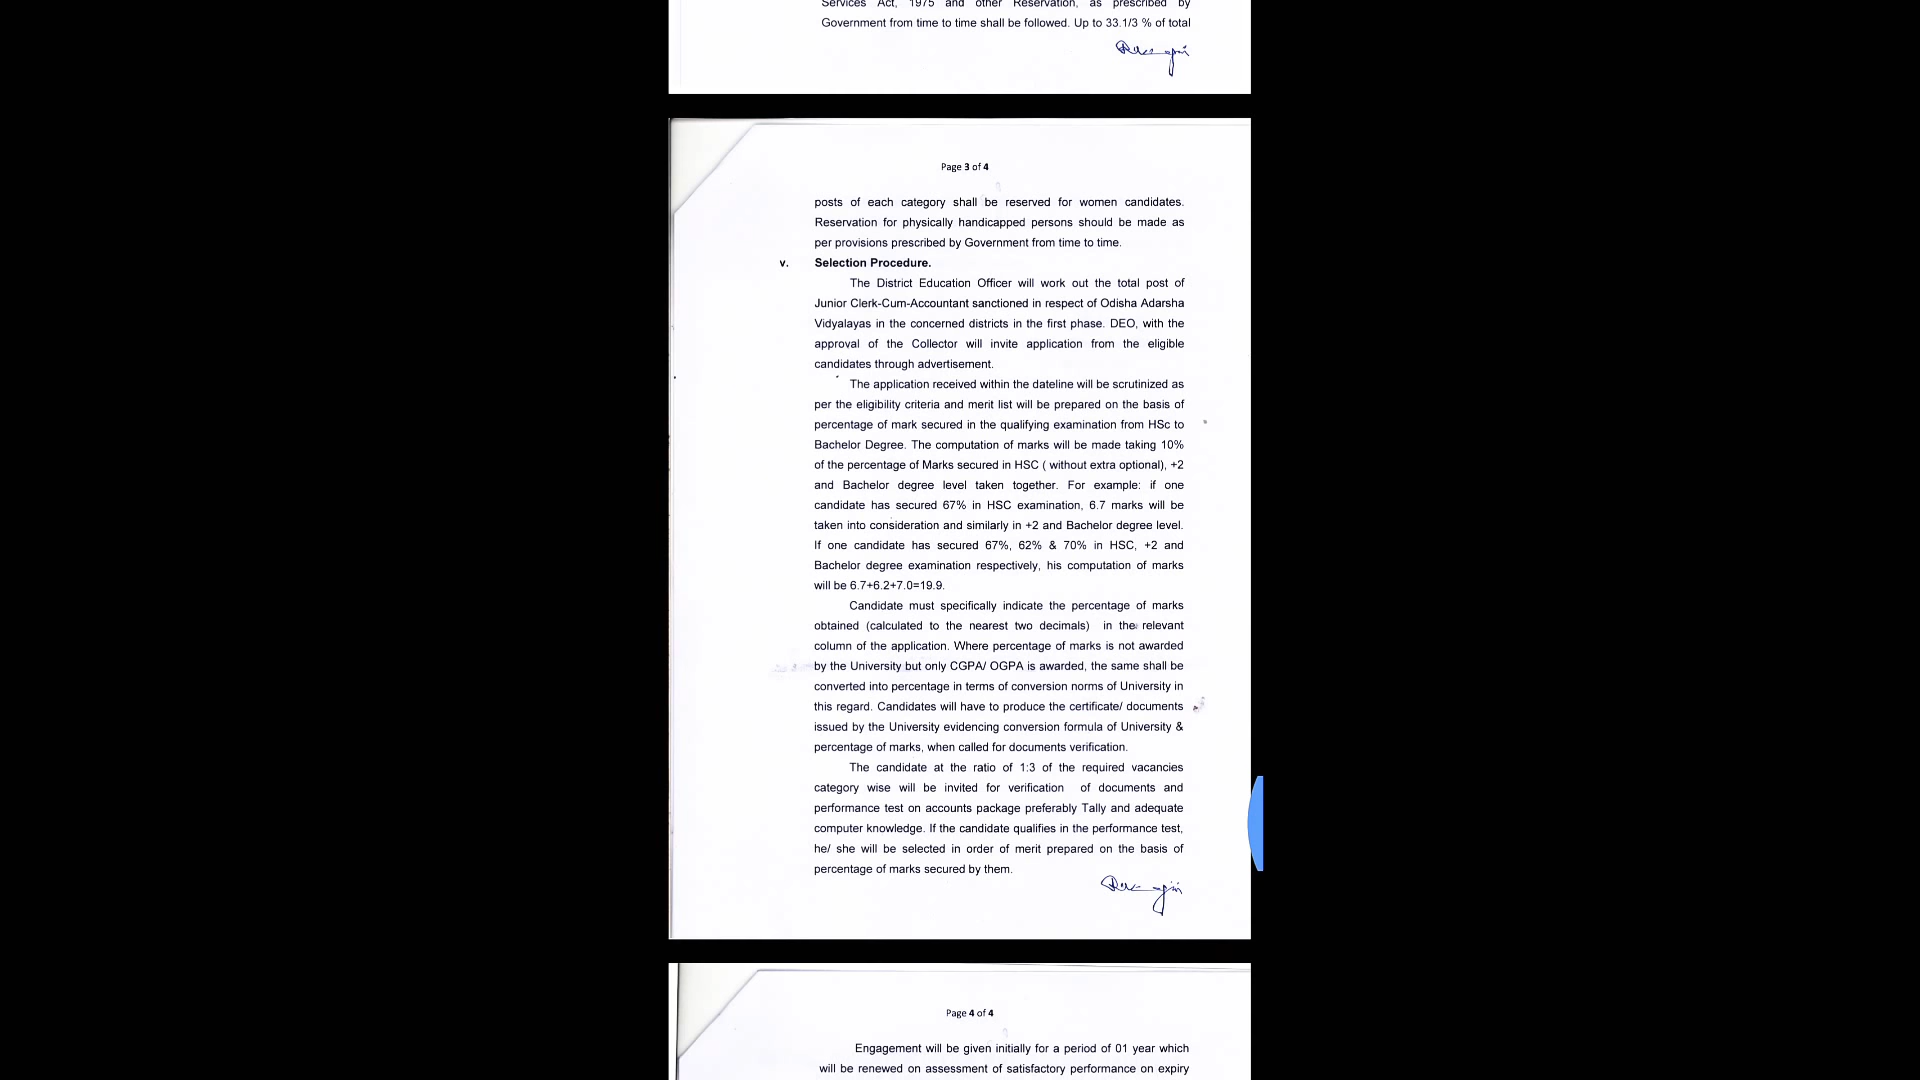 Services Act, 1975 and other Reservation, as prescribed by
Government from time to time shall be followed. Up to 33.1/3 % of total
Page 3 of 4
posts of each category shall be reserved for women candidates.
Reservation for physically handicapped persons should be made as
per provisions prescribed by Government from time to time.
v. Selection Procedure.
The District Education Officer will work out the total post of
Junior Clerk-Cum-Accountant sanctioned in respect of Odisha Adarsha
Vidyalayas in the concerned districts in the first phase. DEO, with the
approval of the Collector will invite application from the eligible
candidates through advertisement.
The application received within the dateline will be scrutinized as
per the eligibility criteria and merit list will be prepared on the basis of
percentage of mark secured in the qualifying examination from HSc to
Bachelor Degree. The computation of marks will be made taking 10%
of the percentage of Marks secured in HSC ( without extra optional), +2
and Bachelor degree level taken together. For example: if one
candidate has secured 67% in HSC examination, 6.7 marks will be
taken into consideration and similarly in +2 and Bachelor degree level.
If one candidate has secured 67%, 62% & 70% in HSC, +2 and
Bachelor degree examination respectively, his computation of marks
will be 6.7+6.2+7.0=19.9.
Candidate must specifically indicate the percentage of marks
obtained (calculated to the nearest two decimals) in the relevant
column of the application. Where percentage of marks is not awarded
by the University but only CGPA/ OGPA is awarded, the same shall be
converted into percentage in terms of conversion norms of University in
this regard. Candidates will have to produce the certificate/ documents
issued by the University evidencing conversion formula of University &
percentage of marks, when called for documents verification.
The candidate at the ratio of 1:3 of the required vacancies
category wise will be invited for verification of documents and
performance test on accounts package preferably Tally and adequate
computer knowledge. If the candidate qualifies in the performance test,
he/ she will be selected in order of merit prepared on the basis of
percentage of marks secured by them.
Page 4 of 4
Engagement will be given initially for a period of 01 year which
will be renewed on assessment of satisfactory performance on expiry